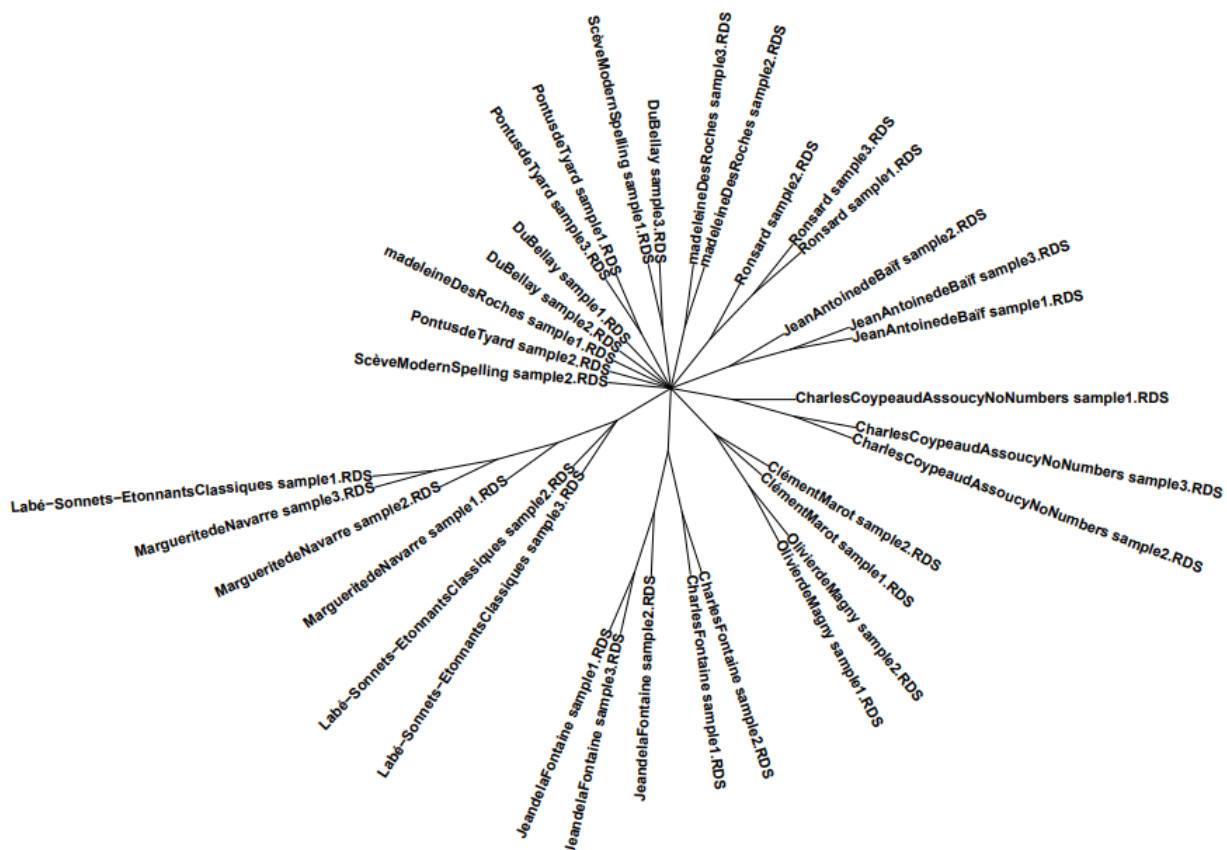 ScèveModernSpelling sample1.RDS
DuBellay sample3.RDS
madeleineDesRoches sample3.RDS
madeleineDesRoches sample2.RDS
Ronsard sample2.RDS
Ronsard sample3.RDS
Ronsard sample1.RDS
JeanAntoinedeBaïf sample2.RDS
JeanAntoinedeBaïf sample3.RDS
JeanAntoinedeBaïf sample1.RDS
CharlesCoypeaudAssoucyNoNumbers sample1.RDS
CharlesCoypeaudAssoucyNoNumbers sample3.RDS
CharlesCoypeaudAssoucyNoNumbers sample2.RDS
ClémentMarot sample2.RDS
ClémentMarot sample1.RDS
OlivierdeMagny sample2.RDS
OlivierdeMagny sample1.RDS
CharlesFontaine sample2.RDS
CharlesFontaine sample1.RDS
JeandelaFontaine sample2.RDS
JeandelaFontaine sample3.RDS
JeandelaFontaine sample1.RDS
Labé−Sonnets−EtonnantsClassiques sample3.RDS
Labé−Sonnets−EtonnantsClassiques sample2.RDS
MargueritedeNavarre sample1.RDS
MargueritedeNavarre sample2.RDS
MargueritedeNavarre sample3.RDS
Labé−Sonnets−EtonnantsClassiques sample1.RDS
ScèveModernSpelling sample2.RDS
PontusdeTyard sample2.RDS
madeleineDesRoches sample1.RDS
DuBellay sample2.RDS
DuBellay sample1.RDS
PontusdeTyard sample3.RDS
PontusdeTyard sample1.RDS